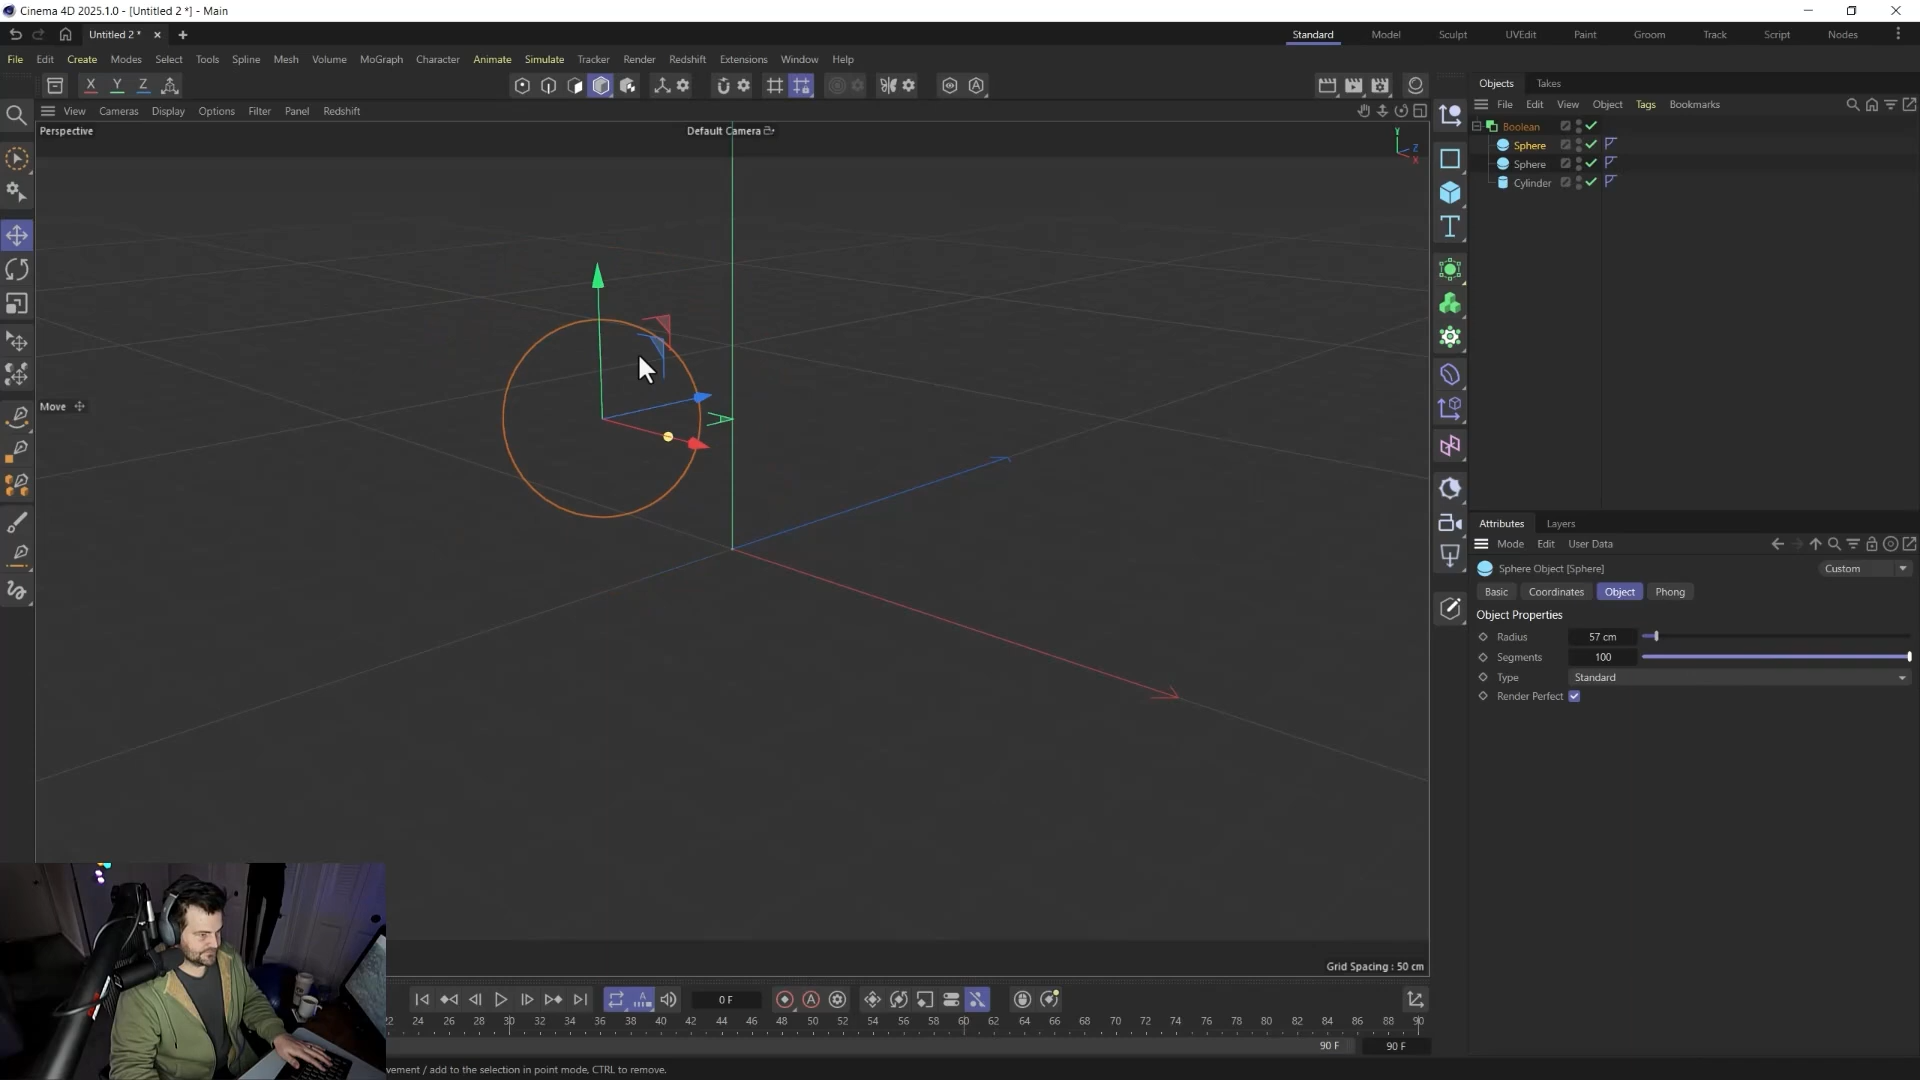 Cinema 4D 2025.1.0 - [Untitled 2 *] - Main
Untitled 2 *
Standard
Model
Sculpt
UVEdit
Paint
Groom
Track
Script
Nodes
File Edit Create Modes Select Tools Spline Mesh Volume MoGraph Character Animate Simulate Tracker Render Redshift Extensions Window Help
X Y Z
View Cameras Display Options Filter Panel Redshift
Perspective
Default Camera
Y
Z
X
Move
Grid Spacing : 50 cm
Objects Takes
File Edit View Object Tags Bookmarks
Boolean
Sphere
Sphere
Cylinder
Attributes Layers
Mode Edit User Data
Sphere Object [Sphere]
Custom
Basic Coordinates Object Phong
Object Properties
Radius 57 cm
Segments 100
Type Standard
Render Perfect
0 F
22 24 26 28 30 32 34 36 38 40 42 44 46 48 50 52 54 56 58 60 62 64 66 68 70 72 74 76 78 80 82 84 86 88 90
90 F 90 F
vement / add to the selection in point mode, CTRL to remove.